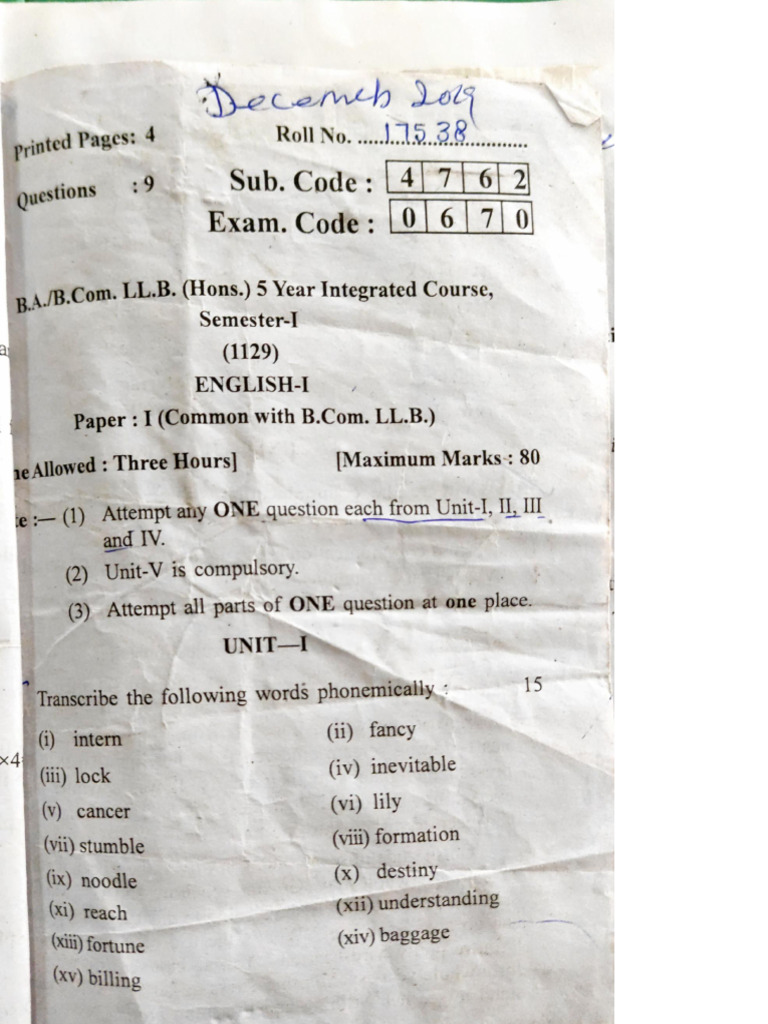 Decemeb 2019
Printed Pages: 4 Roll No. ......17538..............
Questions : 9 Sub. Code : 4 7 6 2
Exam. Code : 0 6 7 0
B.A./B.Com. LL.B. (Hons.) 5 Year Integrated Course,
Semester-I
(1129)
ENGLISH-I
Paper : I (Common with B.Com. LL.B.)
ne Allowed : Three Hours] [Maximum Marks : 80
te :— (1) Attempt any ONE question each from Unit-I, II, III
and IV.
(2) Unit-V is compulsory.
(3) Attempt all parts of ONE question at one place.
UNIT—I
Transcribe the following words phonemically : 15
(i) intern (ii) fancy
(iii) lock (iv) inevitable
(v) cancer (vi) lily
(vii) stumble (viii) formation
(ix) noodle (x) destiny
(xi) reach (xii) understanding
(xiii) fortune (xiv) baggage
(xv) billing
×4